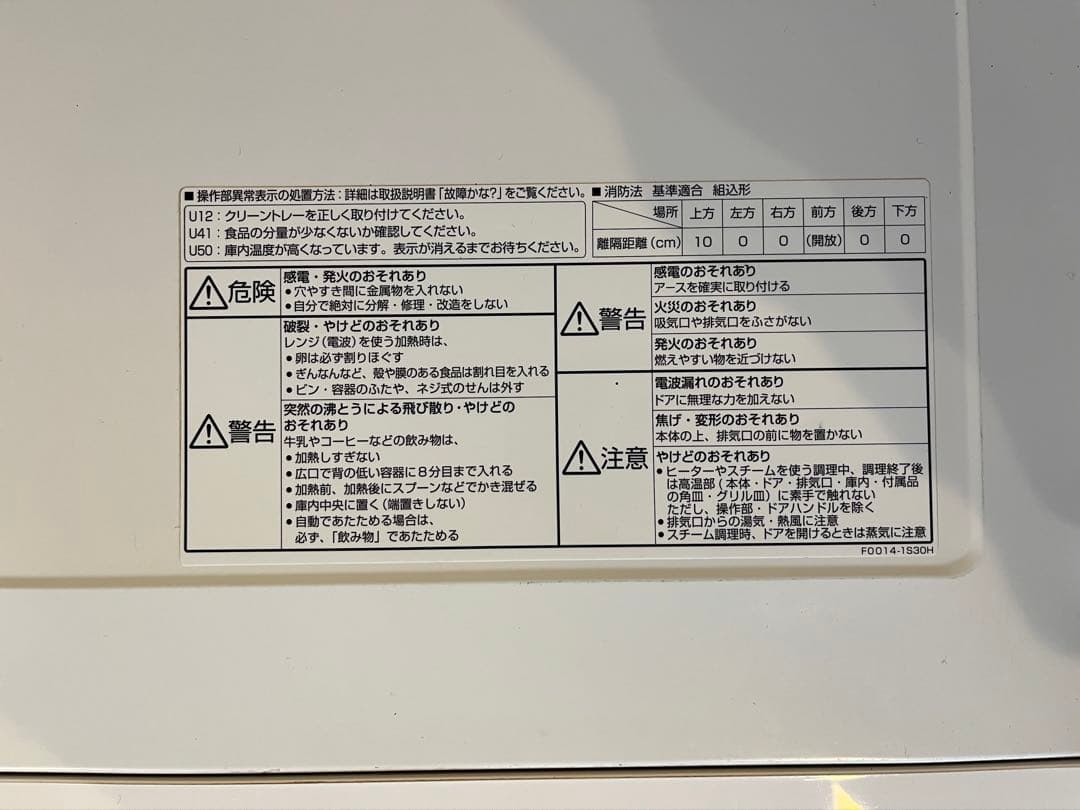 ■ 操作部異常表示の処置方法：詳細は取扱説明書「故障かな？」をご覧ください。
U12：クリーントレーを正しく取り付けてください。
U41：食品の分量が少なくないか確認してください。
U50：庫内温度が高くなっています。表示が消えるまでお待ちください。
■ 消防法 基準適合 組込形
場所 上方 左方 右方 前方 後方 下方
離隔距離(cm) 10 0 0 (開放) 0 0
危険
感電・発火のおそれあり
●穴やすき間に金属物を入れない
●自分で絶対に分解・修理・改造をしない
警告
破裂・やけどのおそれあり
レンジ(電波)を使う加熱時は、
●卵は必ず割りほぐす
●ぎんなんなど、殻や膜のある食品は割れ目を入れる
●ビン・容器のふたや、ネジ式のせんは外す
突然の沸とうによる飛び散り・やけどの
おそれあり
牛乳やコーヒーなどの飲み物は、
●加熱しすぎない
●広口で背の低い容器に８分目まで入れる
●加熱前、加熱後にスプーンなどでかき混ぜる
●庫内中央に置く(端置きしない)
●自動であたためる場合は、
必ず、「飲み物」であたためる
警告
感電のおそれあり
アースを確実に取り付ける
火災のおそれあり
吸気口や排気口をふさがない
発火のおそれあり
燃えやすい物を近づけない
注意
電波漏れのおそれあり
ドアに無理な力を加えない
焦げ・変形のおそれあり
本体の上、排気口の前に物を置かない
やけどのおそれあり
●ヒーターやスチームを使う調理中、調理終了後
は高温部(本体・ドア・排気口・庫内・付属品
の角皿・グリル皿)に素手で触れない
ただし、操作部・ドアハンドルを除く
●排気口からの湯気・熱風に注意
●スチーム調理時、ドアを開けるときは蒸気に注意
F0014-1S30H